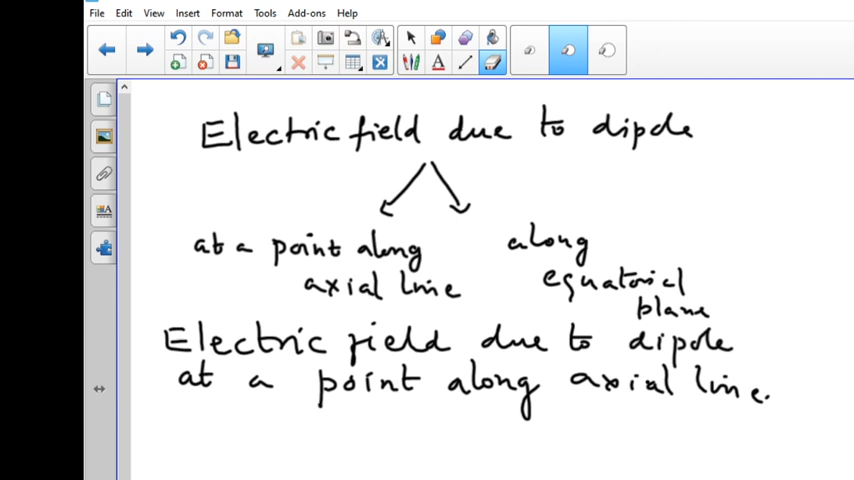 File Edit View Insert Format Tools Add-ons Help
Electric field due to dipole
at a point along
axial line
along
equatorial
plane
Electric field due to dipole
at a point along axial line.